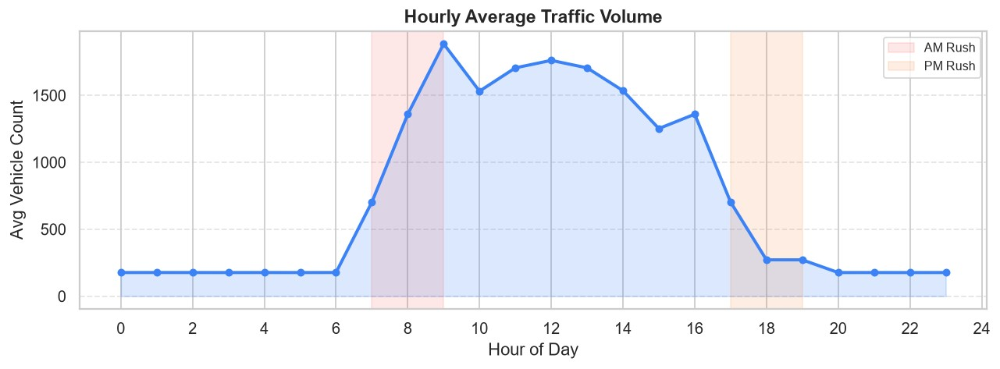 Hourly Average Traffic Volume
AM Rush
PM Rush
Avg Vehicle Count
1500
1000
500
0
0 2 4 6 8 10 12 14 16 18 20 22 24
Hour of Day